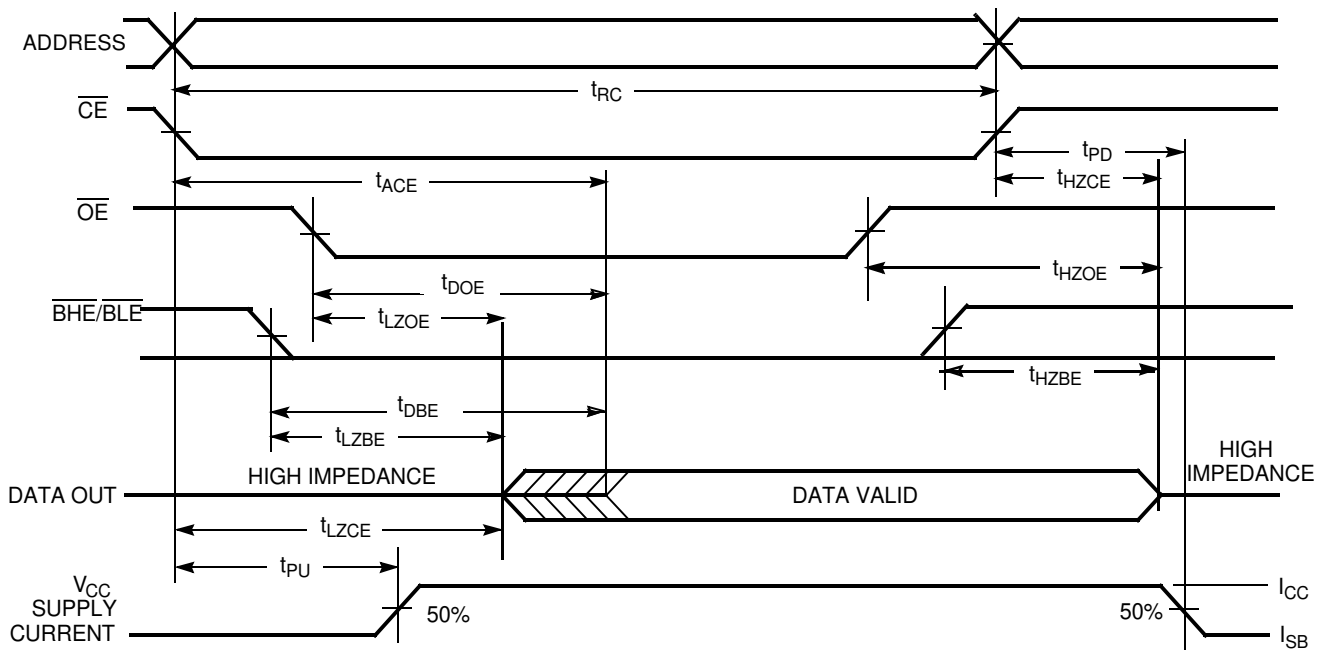 ADDRESS
tRC
CE
tPD
tACE
tHZCE
OE
tDOE
tHZOE
BHE/BLE
tLZOE
tHZBE
tDBE
tLZBE
HIGH IMPEDANCE
HIGH
IMPEDANCE
DATA OUT
DATA VALID
tLZCE
tPU
VCC
SUPPLY
CURRENT
50%
50%
ICC
ISB